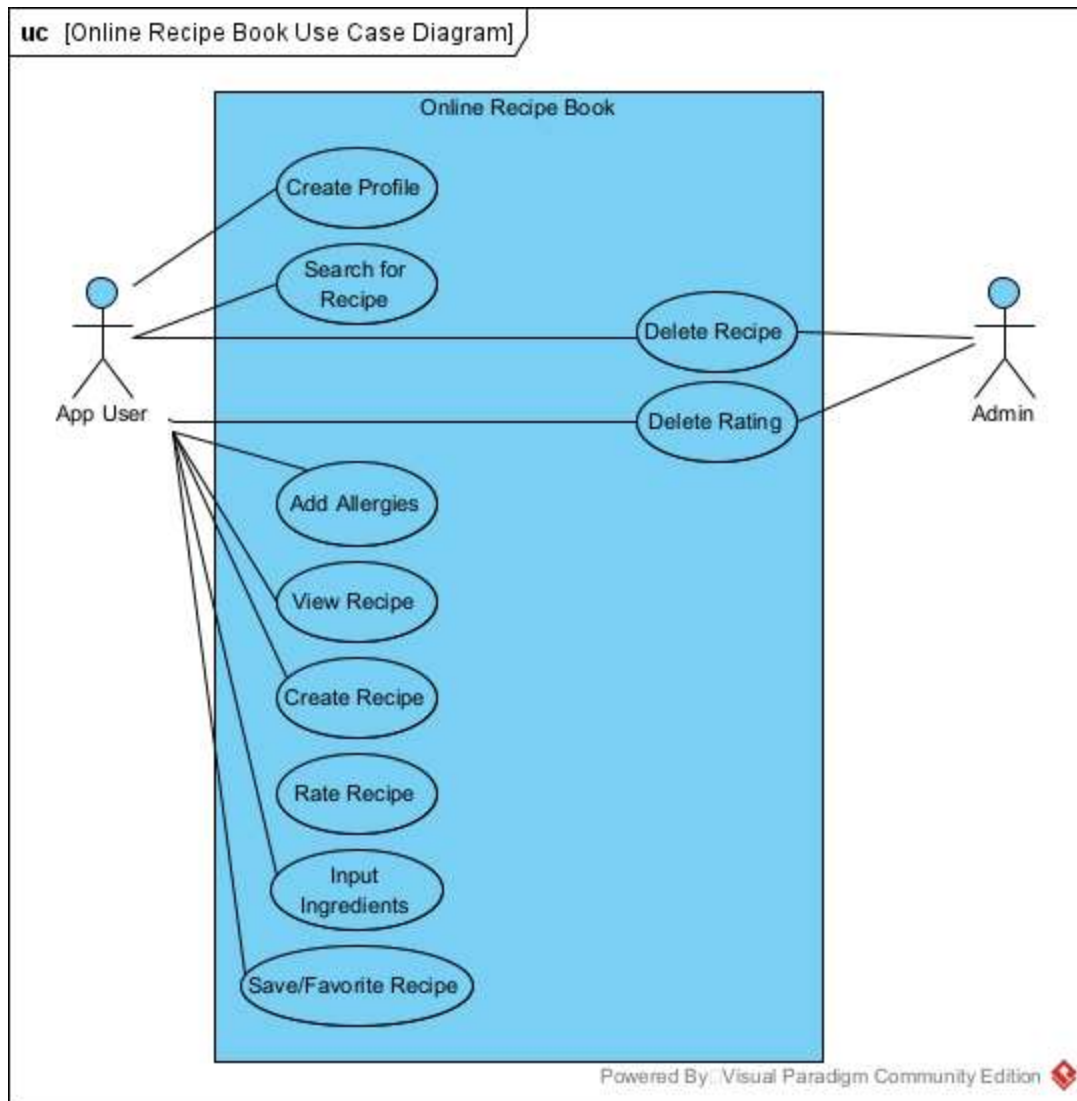 uc [Online Recipe Book Use Case Diagram]
Online Recipe Book
Create Profile
Search for
Recipe
Delete Recipe
App User
Admin
Delete Rating
Add Allergies
View Recipe
Create Recipe
Rate Recipe
Input
Ingredients
Save/Favorite Recipe
Powered By Visual Paradigm Community Edition